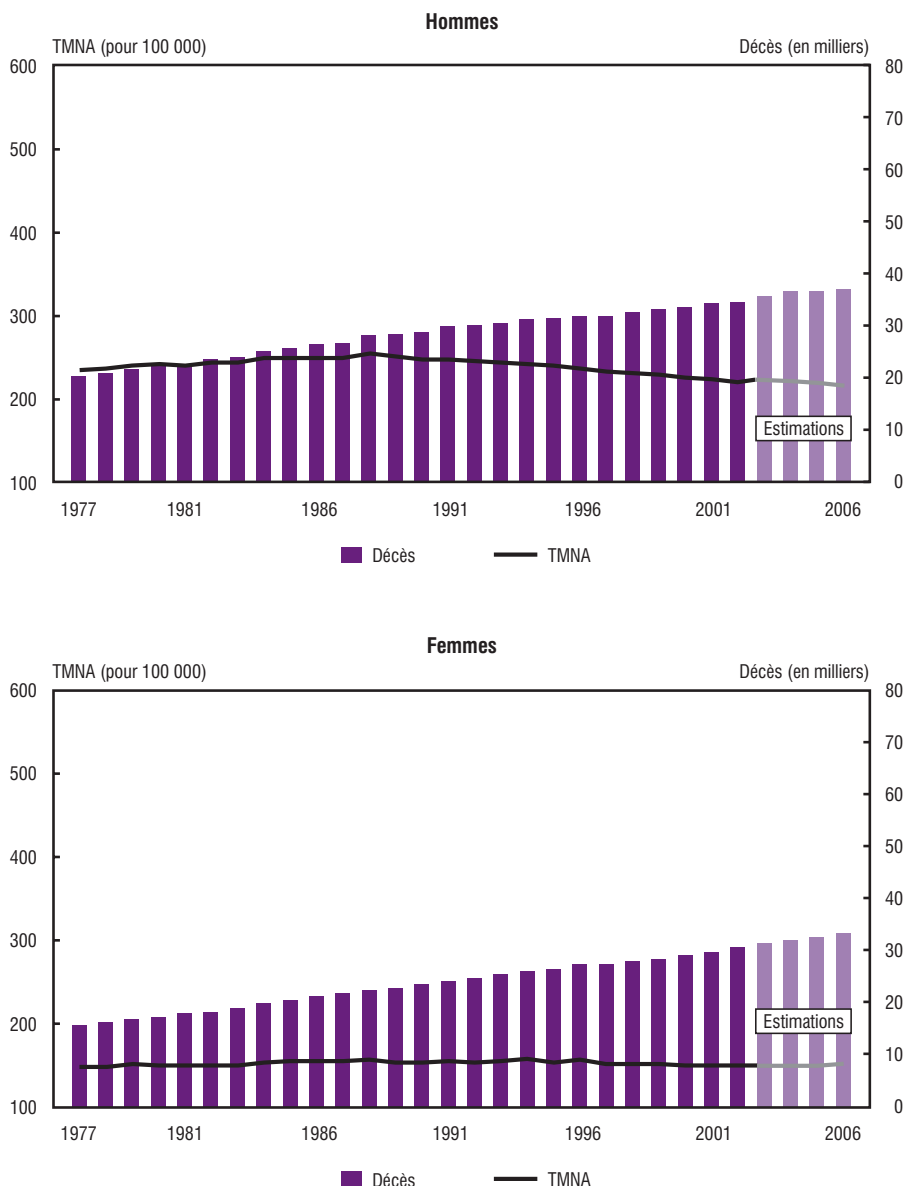 Hommes
TMNA (pour 100 000) Décès (en milliers)
600 80
70
500
60
400 50
40
300
30
200 20
Estimations 10
100 0
1977 1981 1986 1991 1996 2001 2006
Décès TMNA
Femmes
TMNA (pour 100 000) Décès (en milliers)
600 80
70
500
60
400 50
40
300
30
200 20
Estimations
10
100 0
1977 1981 1986 1991 1996 2001 2006
Décès TMNA